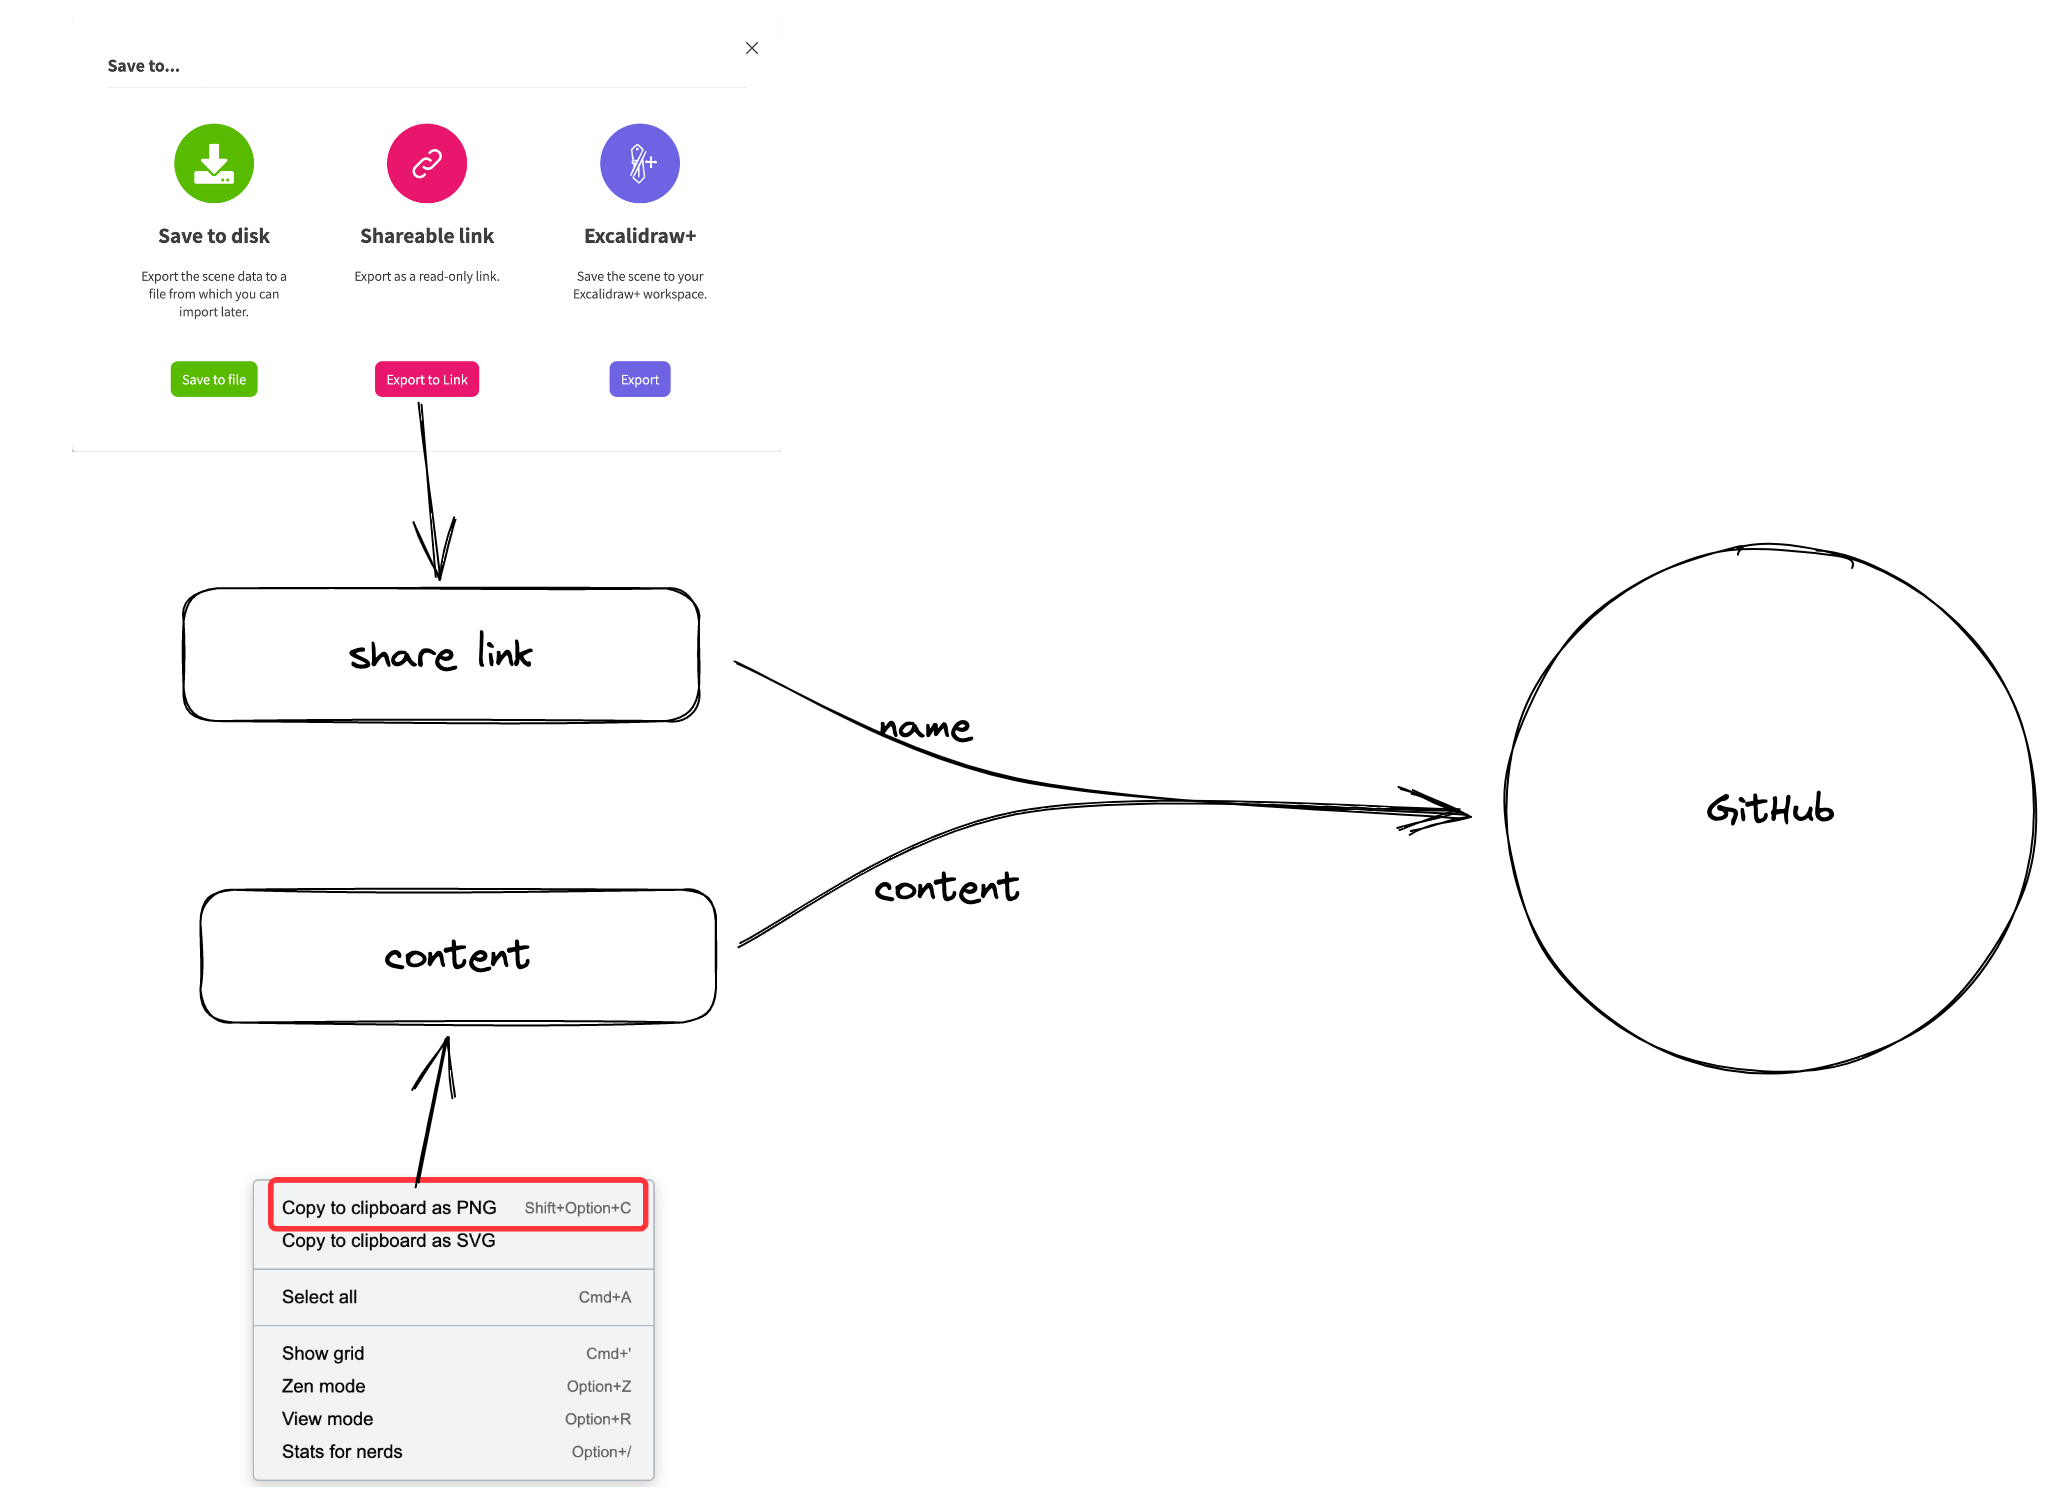 Save to...
Save to disk
Export the scene data to a
file from which you can
import later.
Save to file
Shareable link
Export as a read-only link.
Export to Link
Excalidraw+
Save the scene to your
Excalidraw+ workspace.
Export
share link
name
content
content
GitHub
Copy to clipboard as PNG Shift+Option+C
Copy to clipboard as SVG
Select all Cmd+A
Show grid Cmd+'
Zen mode Option+Z
View mode Option+R
Stats for nerds Option+/